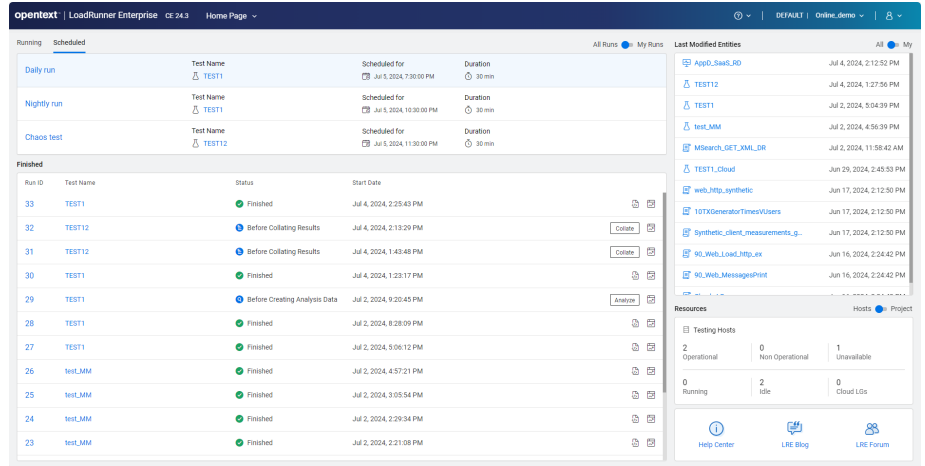 opentext™ | LoadRunner Enterprise CE 24.3 Home Page DEFAULT | Online_demo
Running Scheduled All Runs My Runs
Daily run
Test Name
TEST1
Scheduled for
Jul 5, 2024, 7:30:00 PM
Duration
30 min
Nightly run
Test Name
TEST1
Scheduled for
Jul 5, 2024, 10:30:00 PM
Duration
30 min
Chaos test
Test Name
TEST12
Scheduled for
Jul 5, 2024, 11:30:00 PM
Duration
30 min
Finished
Run ID Test Name Status Start Date
33 TEST1 Finished Jul 4, 2024, 2:25:43 PM
32 TEST12 Before Collating Results Jul 4, 2024, 2:13:29 PM Collate
31 TEST12 Before Collating Results Jul 4, 2024, 1:43:48 PM Collate
30 TEST1 Finished Jul 4, 2024, 1:23:17 PM
29 TEST1 Before Creating Analysis Data Jul 2, 2024, 9:20:45 PM Analyze
28 TEST1 Finished Jul 2, 2024, 8:28:09 PM
27 TEST1 Finished Jul 2, 2024, 5:06:12 PM
26 test_MM Finished Jul 2, 2024, 4:57:21 PM
25 test_MM Finished Jul 2, 2024, 3:05:54 PM
24 test_MM Finished Jul 2, 2024, 2:29:34 PM
23 test_MM Finished Jul 2, 2024, 2:21:08 PM
Last Modified Entities All My
AppD_SaaS_RD Jul 4, 2024, 2:12:52 PM
TEST12 Jul 4, 2024, 1:27:56 PM
TEST1 Jul 2, 2024, 5:04:39 PM
test_MM Jul 2, 2024, 4:56:39 PM
MSearch_GET_XML_DR Jul 2, 2024, 11:58:42 AM
TEST1_Cloud Jun 29, 2024, 2:45:53 PM
web_http_synthetic Jun 17, 2024, 2:12:50 PM
10TXGeneratorTimesVUsers Jun 17, 2024, 2:12:50 PM
Synthetic_client_measurements_g... Jun 17, 2024, 2:12:50 PM
90_Web_Load_http_ex Jun 16, 2024, 2:24:42 PM
90_Web_MessagesPrint Jun 16, 2024, 2:24:42 PM
Resources Hosts Project
Testing Hosts
2 0 1
Operational Non Operational Unavailable
0 2 0
Running Idle Cloud LGs
Help Center LRE Blog LRE Forum